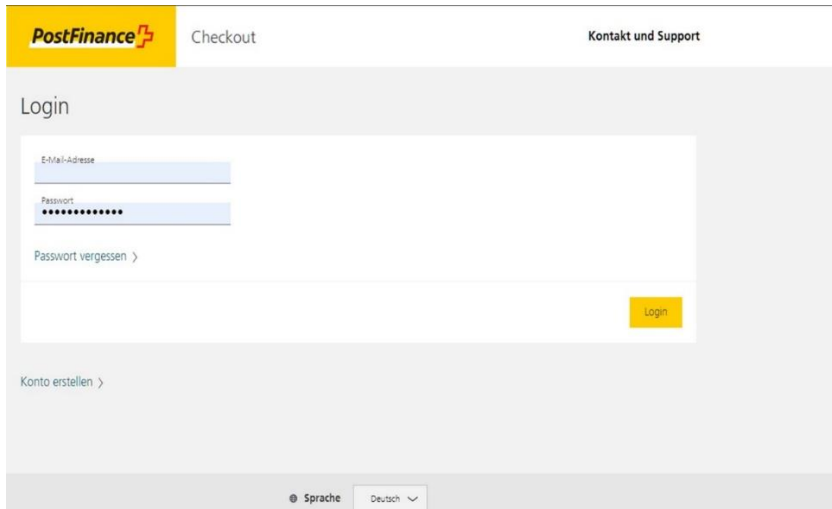 PostFinance Checkout Kontakt und Support
Login
E-Mail-Adresse
Passwort
•••••••••••••
Passwort vergessen >
Login
Konto erstellen >
Sprache Deutsch